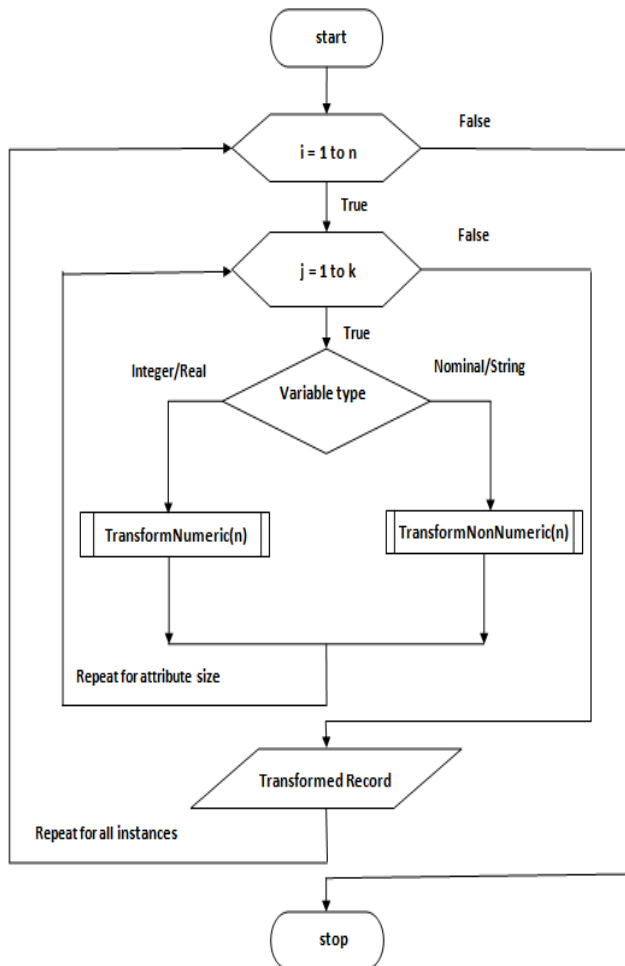 start
False
i = 1 to n
True
False
j = 1 to k
True
Integer/Real
Nominal/String
Variable type
TransformNumeric(n)
TransformNonNumeric(n)
Repeat for attribute size
Transformed Record
Repeat for all instances
stop